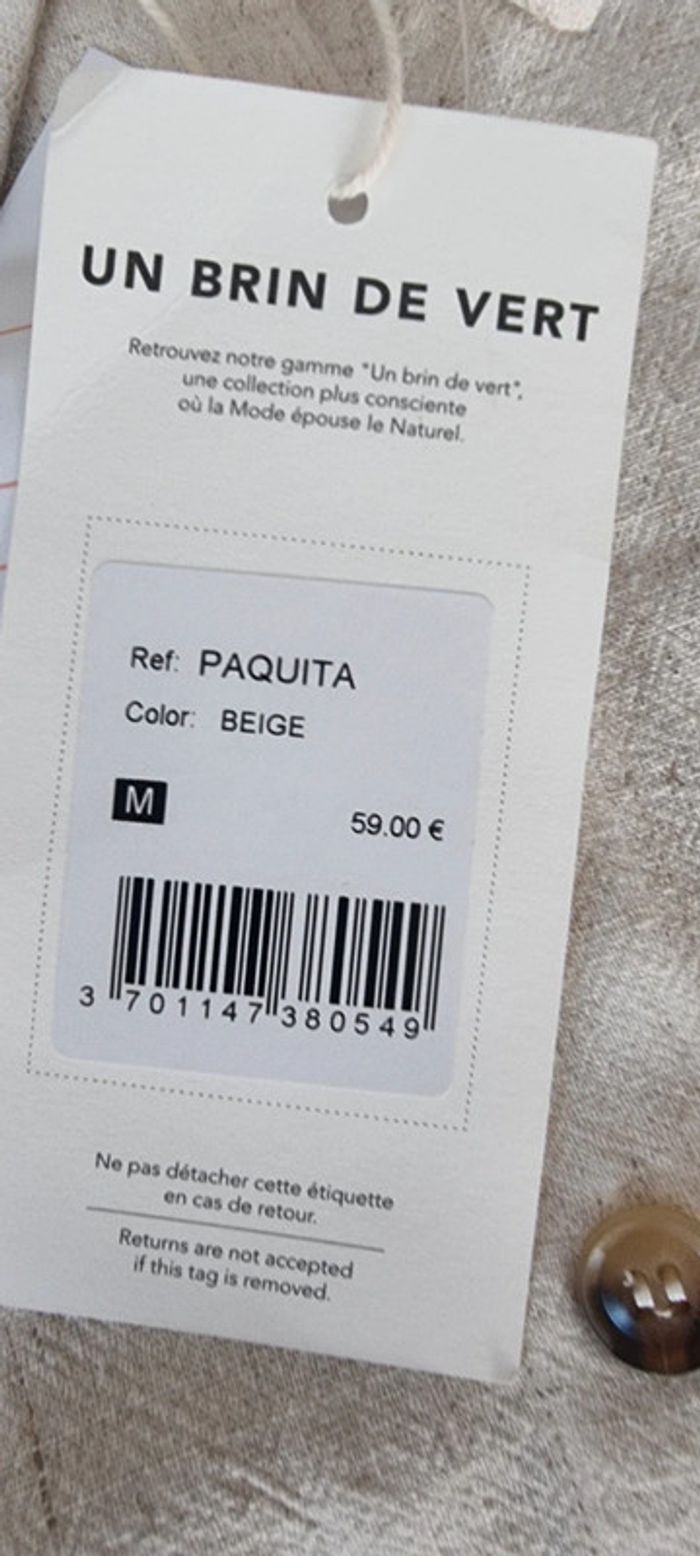 UN BRIN DE VERT
Retrouvez notre gamme "Un brin de vert",
une collection plus consciente
où la Mode épouse le Naturel.
Ref: PAQUITA
Color: BEIGE
M
59.00 €
3 701147 380549
Ne pas détacher cette étiquette
en cas de retour.
Returns are not accepted
if this tag is removed.